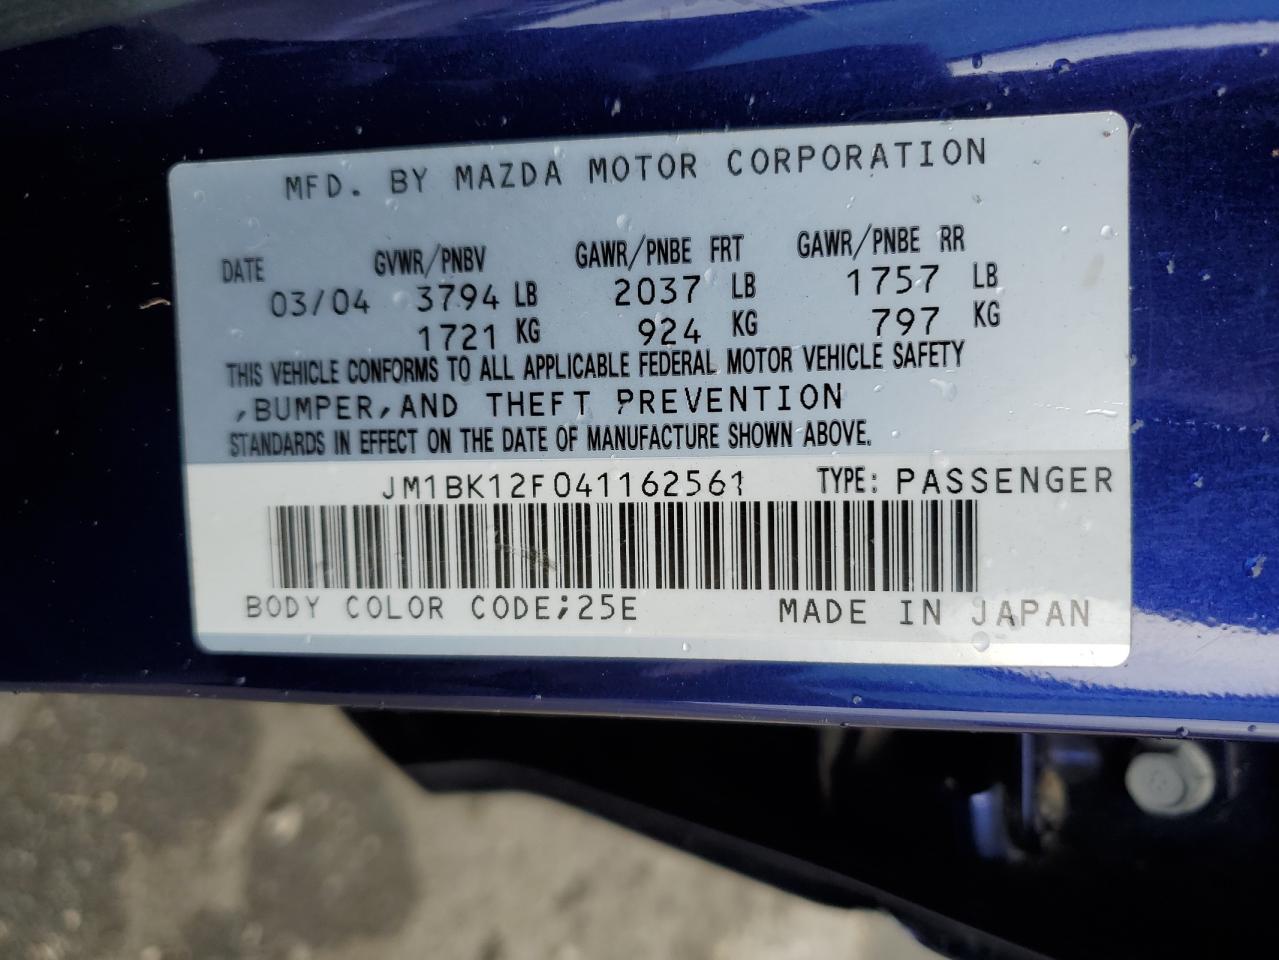 MFD. BY MAZDA MOTOR CORPORATION
DATE GVWR/PNBV GAWR/PNBE FRT GAWR/PNBE RR
03/04 3794 LB 2037 LB 1757 LB
1721 KG 924 KG 797 KG
THIS VEHICLE CONFORMS TO ALL APPLICABLE FEDERAL MOTOR VEHICLE SAFETY
,BUMPER,AND THEFT PREVENTION
STANDARDS IN EFFECT ON THE DATE OF MANUFACTURE SHOWN ABOVE.
JM1BK12F041162561 TYPE: PASSENGER
BODY COLOR CODE;25E MADE IN JAPAN